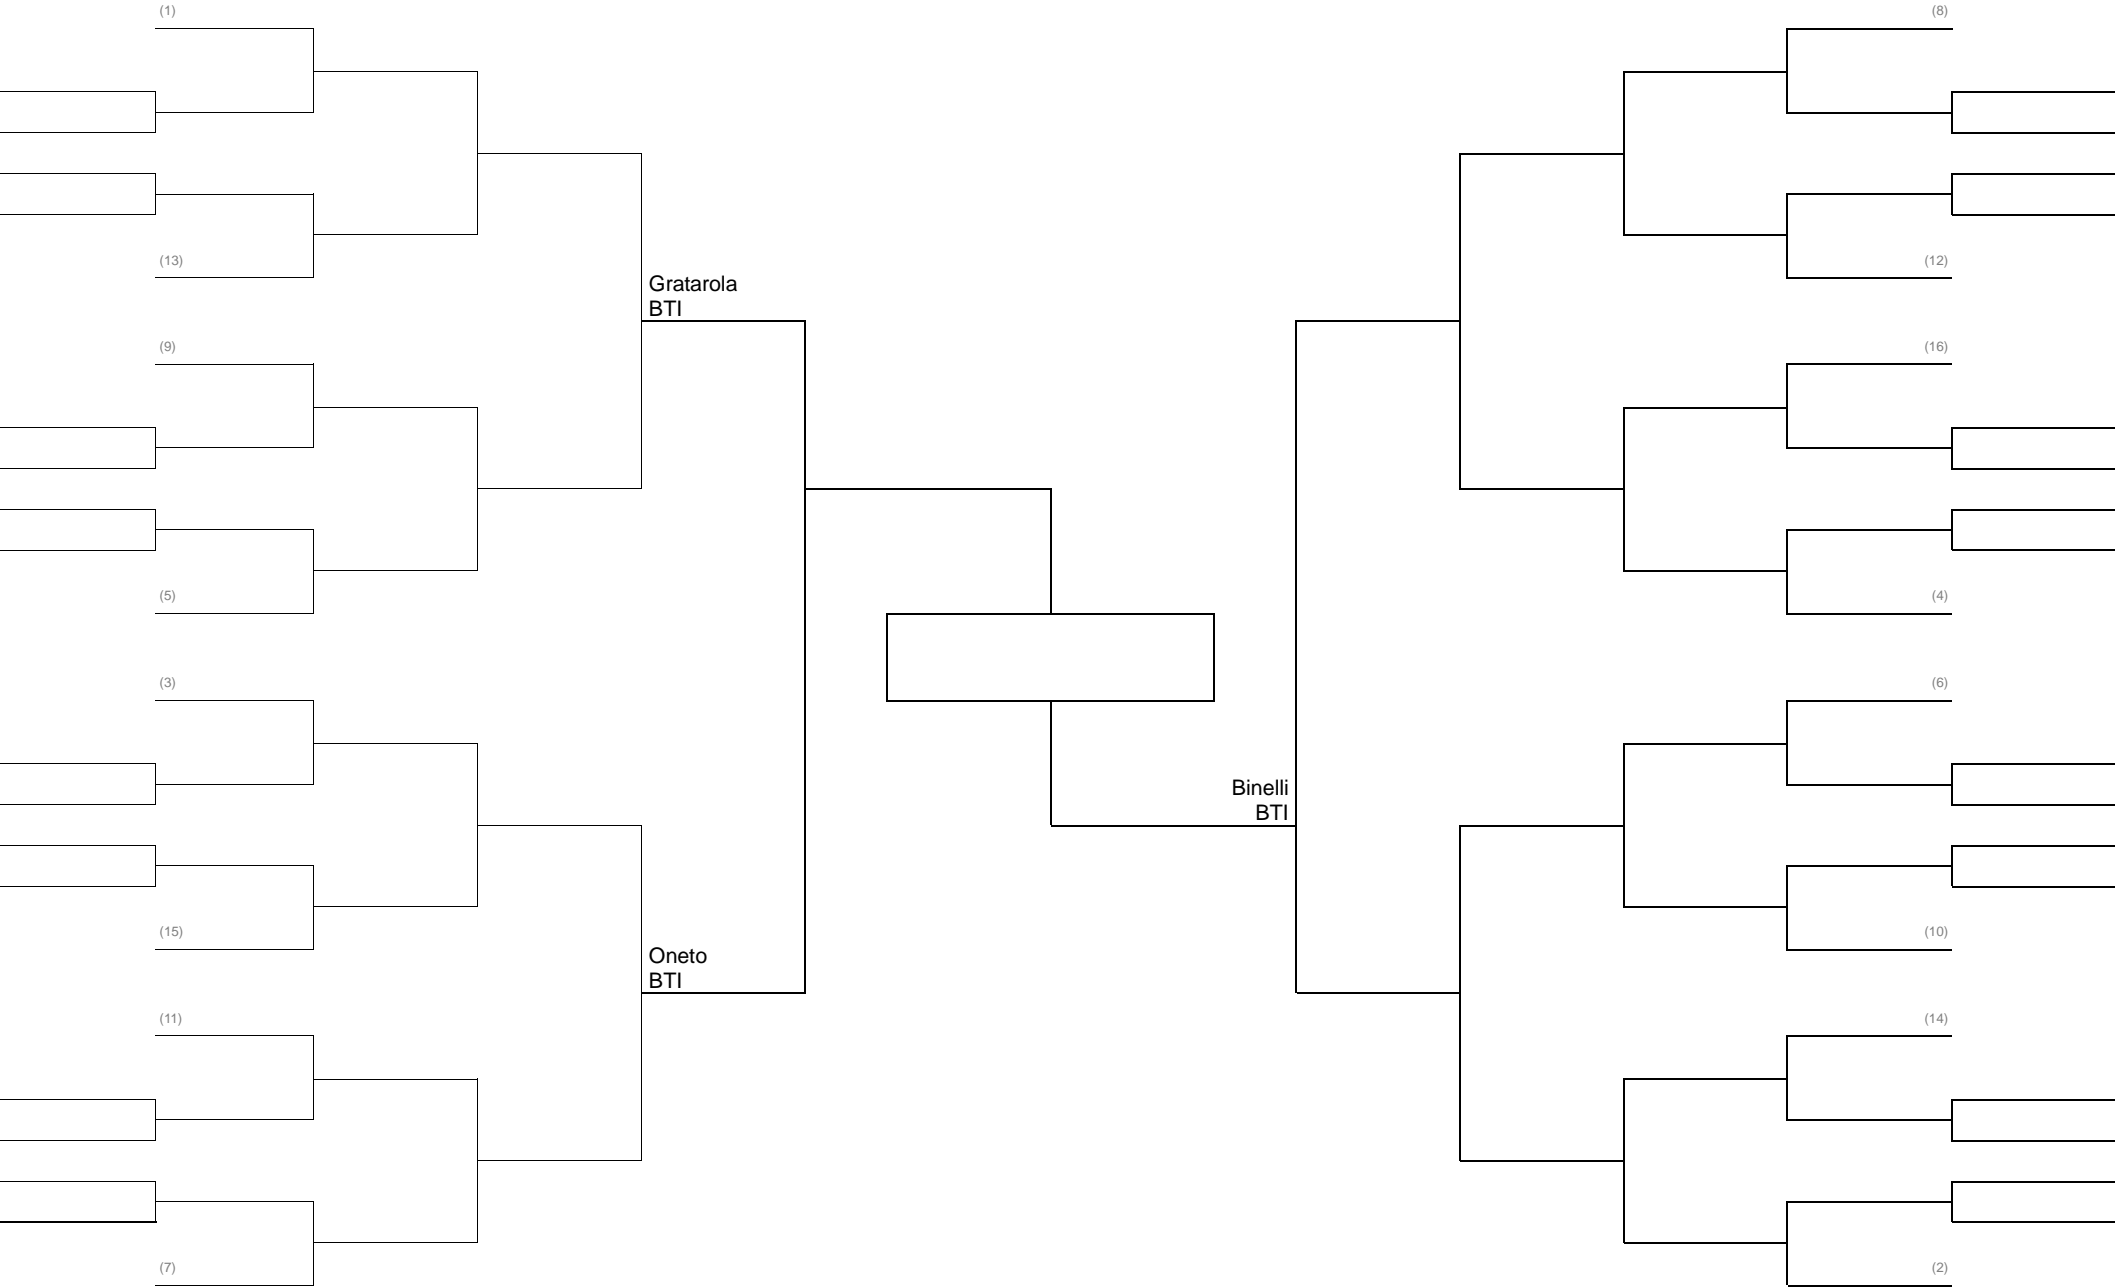 (1)
(8)
(13)
(12)
Gratarola
BTI
(9)
(16)
(5)
(4)
(3)
(6)
Binelli
BTI
(15)
(10)
Oneto
BTI
(11)
(14)
(7)
(2)